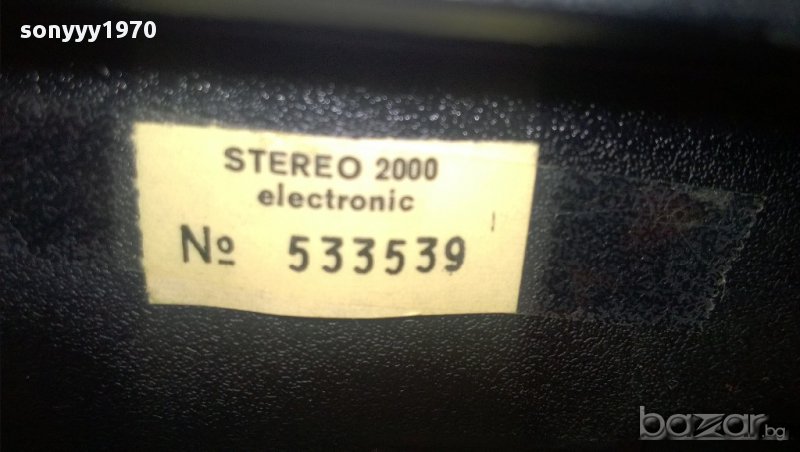 sonyyy1970
STEREO 2000
electronic
№ 533539
bazar.bg